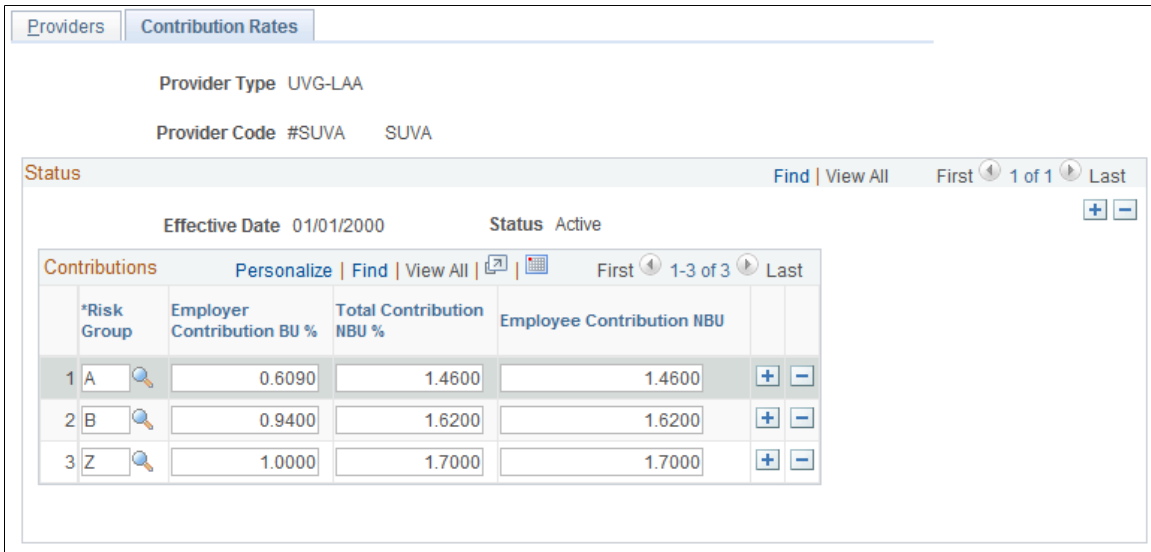 Providers Contribution Rates
Provider Type UVG-LAA
Provider Code #SUVA SUVA
Status Find | View All First 1 of 1 Last
Effective Date 01/01/2000 Status Active
Contributions Personalize | Find | View All | | First 1-3 of 3 Last
*Risk Group Employer Contribution BU % Total Contribution NBU % Employee Contribution NBU
1 A 0.6090 1.4600 1.4600
2 B 0.9400 1.6200 1.6200
3 Z 1.0000 1.7000 1.7000